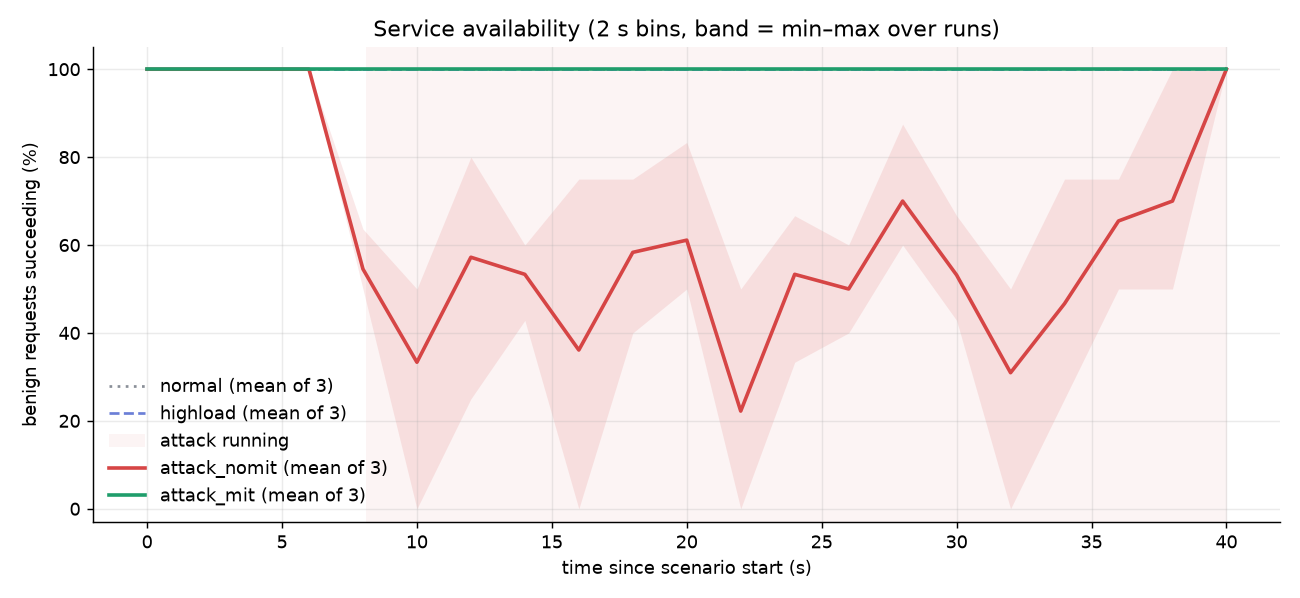 Service availability (2 s bins, band = min–max over runs)
benign requests succeeding (%)
100
80
60
40
20
0
normal (mean of 3)
highload (mean of 3)
attack running
attack_nomit (mean of 3)
attack_mit (mean of 3)
0 5 10 15 20 25 30 35 40
time since scenario start (s)